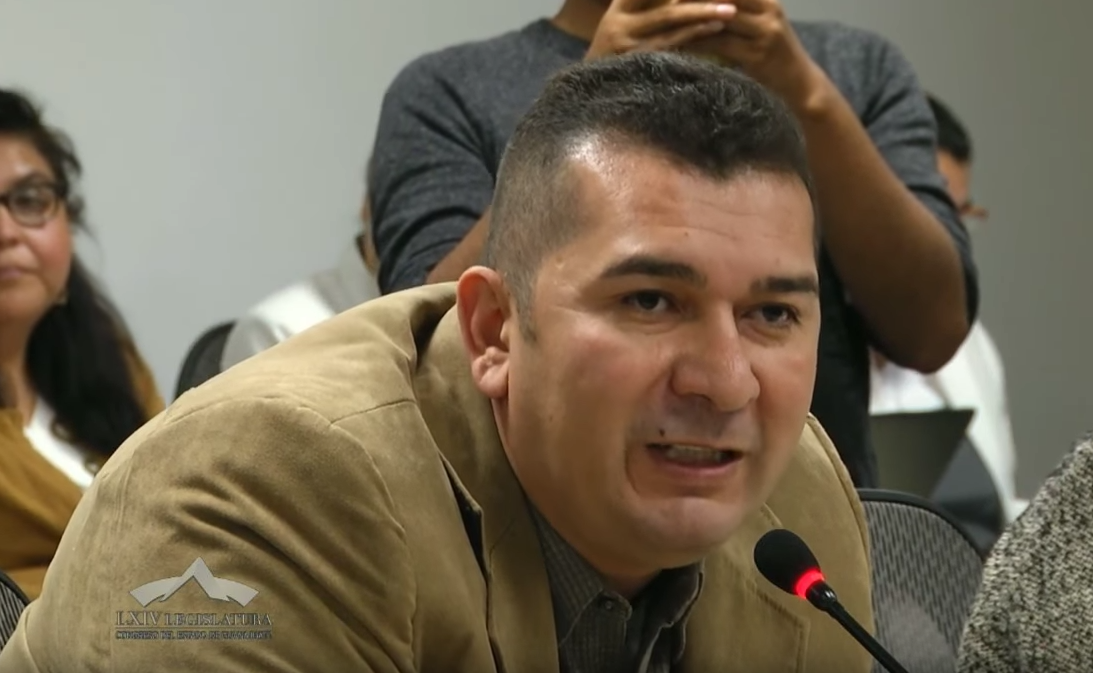 LXIV LEGISLATURA
CONGRESO DEL ESTADO DE GUANAJUATO